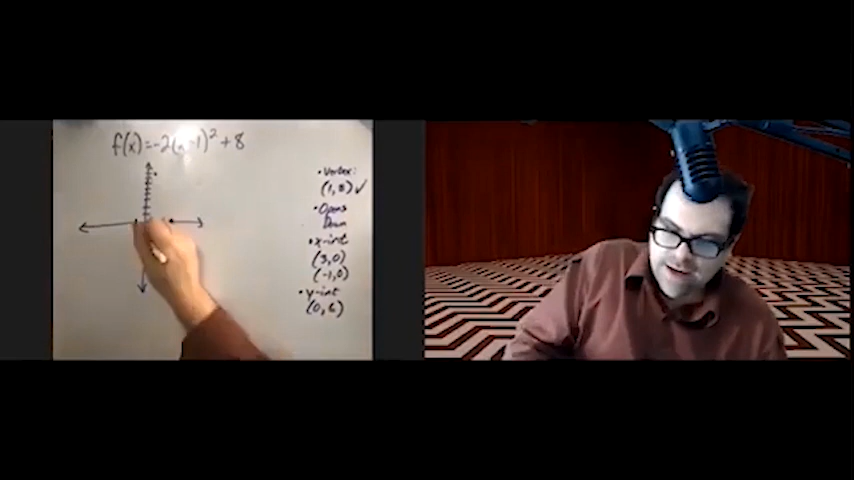 f(x)=-2(x-1)² +8
• Vertex:
(1,8) ✓
• Opens
Down
• x-int
(3,0)
(-1,0)
• y-int
(0,6)